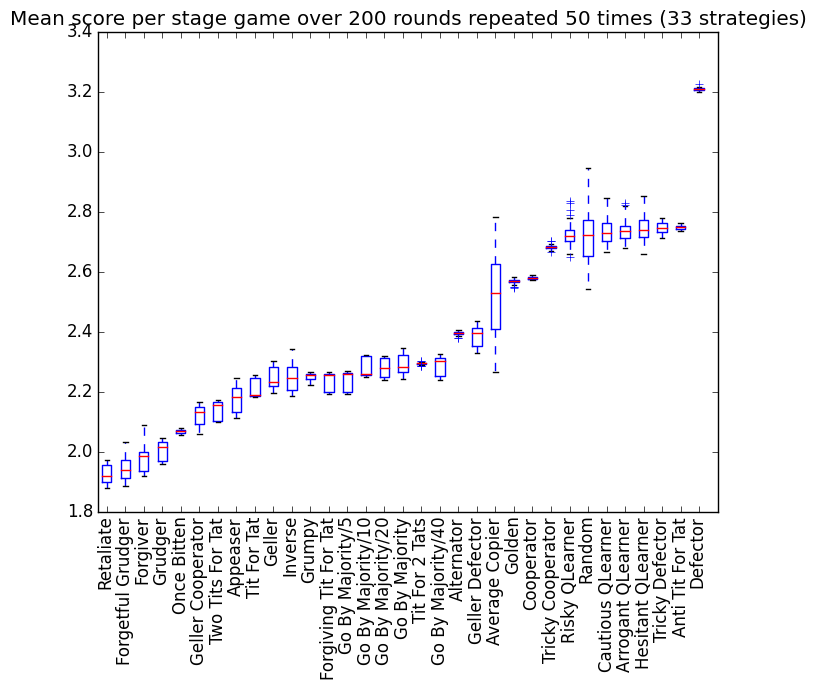 Mean score per stage game over 200 rounds repeated 50 times (33 strategies)
3.4
3.2
3.0
2.8
2.6
2.4
2.2
2.0
1.8
Retaliate
Forgetful Grudger
Forgiver
Grudger
Once Bitten
Geller Cooperator
Two Tits For Tat
Appeaser
Tit For Tat
Geller
Inverse
Grumpy
Forgiving Tit For Tat
Go By Majority/5
Go By Majority/10
Go By Majority/20
Go By Majority
Tit For 2 Tats
Go By Majority/40
Alternator
Geller Defector
Average Copier
Golden
Cooperator
Tricky Cooperator
Risky QLearner
Random
Cautious QLearner
Arrogant QLearner
Hesitant QLearner
Tricky Defector
Anti Tit For Tat
Defector